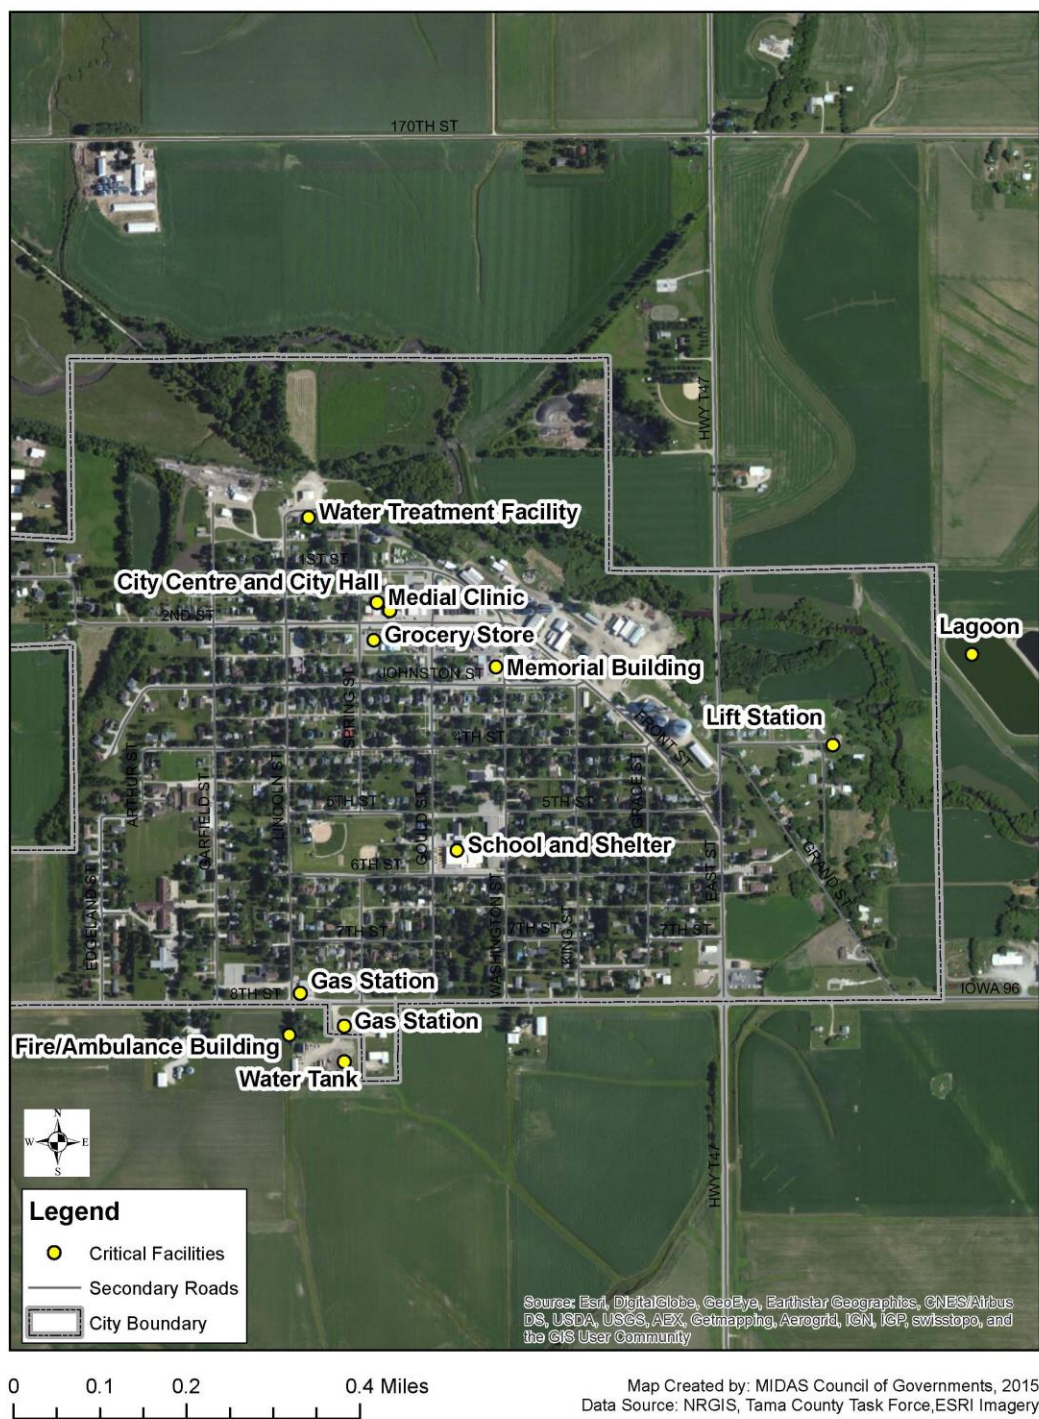 170TH ST
HWY T47
Water Treatment Facility
1ST ST
City Centre and City Hall
Medial Clinic
2ND ST
Grocery Store
Lagoon
JOHNSTON ST
Memorial Building
SPRING ST
Lift Station
FRONT ST
4TH ST
ARTHUR ST
GARFIELD ST
LINCOLN ST
GOULD ST
GRACE ST
5TH ST
5TH ST
School and Shelter
6TH ST
EAST ST
GRAND ST
EDGELAND ST
WASHINGTON ST
KING ST
7TH ST
7TH ST
7TH ST
Gas Station
8TH ST
IOWA 96
Gas Station
Fire/Ambulance Building
Water Tank
HWY T47
N
W
E
S
Legend
Critical Facilities
Secondary Roads
City Boundary
Source: Esri, DigitalGlobe, GeoEye, Earthstar Geographics, CNES/Airbus
DS, USDA, USGS, AEX, Getmapping, Aerogrid, IGN, IGP, swisstopo, and
the GIS User Community
0 0.1 0.2 0.4 Miles
Map Created by: MIDAS Council of Governments, 2015
Data Source: NRGIS, Tama County Task Force,ESRI Imagery